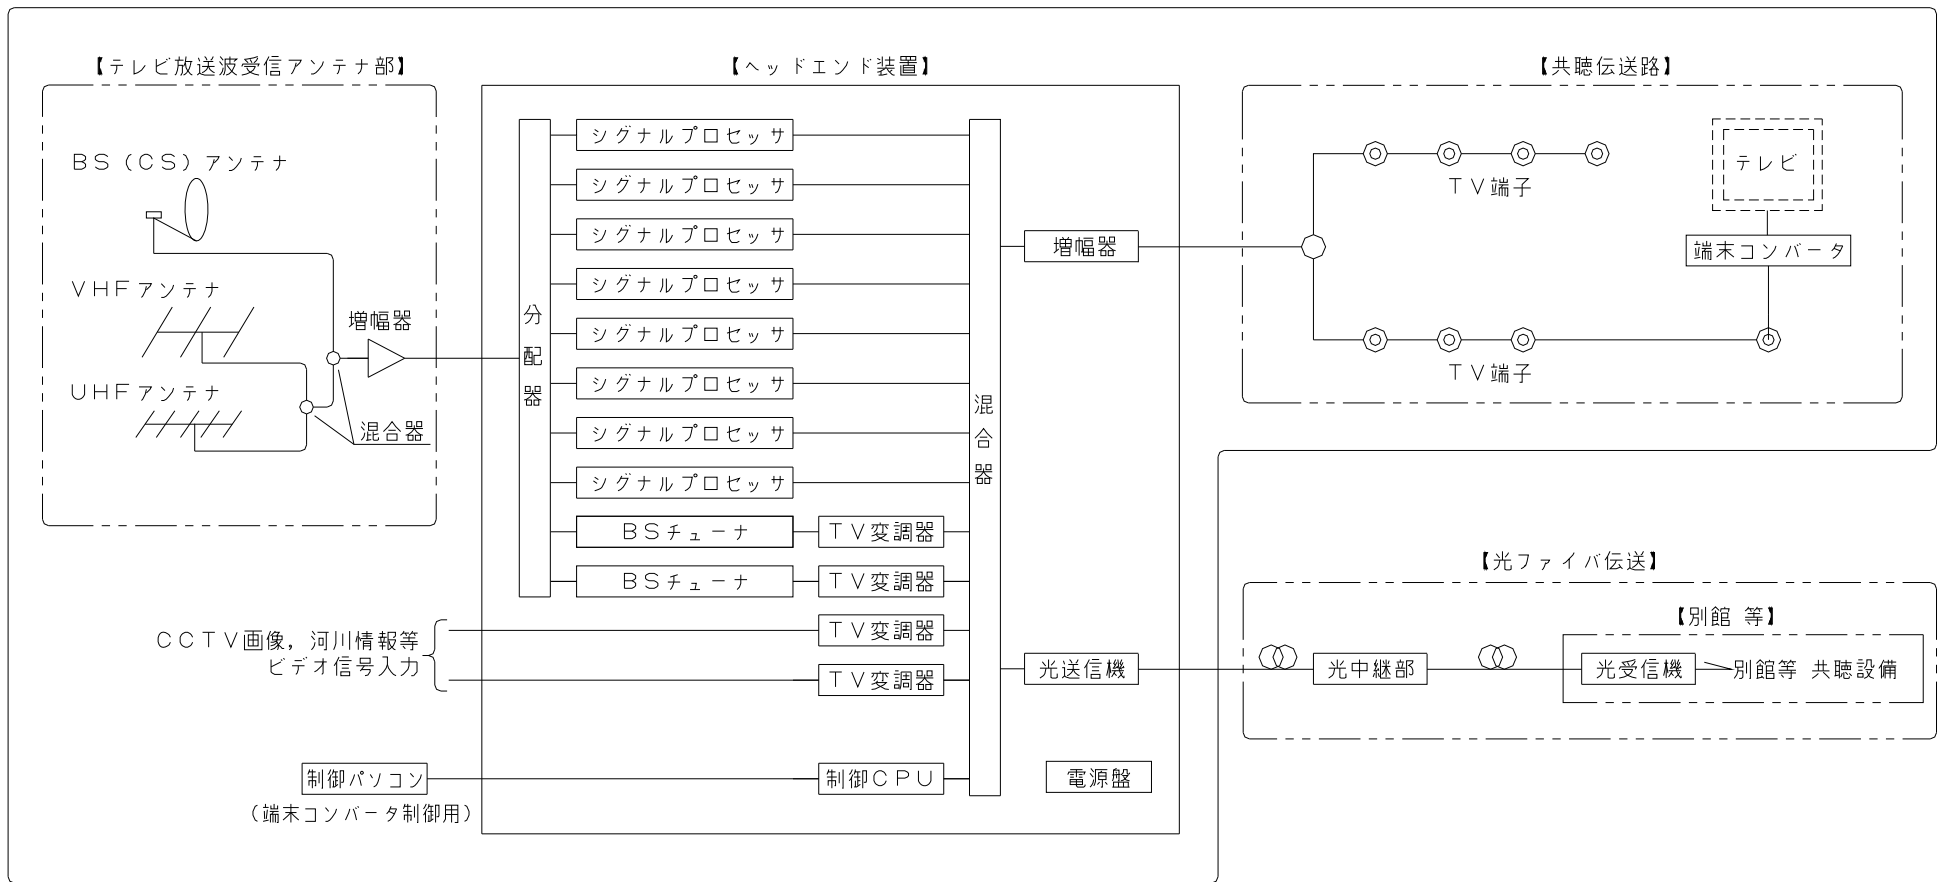 【テレビ放送波受信アンテナ部】
BS（CS）アンテナ
VHFアンテナ
増幅器
UHFアンテナ
混合器
【ヘッドエンド装置】
分配器
シグナルプロセッサ
シグナルプロセッサ
シグナルプロセッサ
シグナルプロセッサ
シグナルプロセッサ
シグナルプロセッサ
シグナルプロセッサ
シグナルプロセッサ
BSチューナ
TV変調器
BSチューナ
TV変調器
TV変調器
TV変調器
CCTV画像，河川情報等
ビデオ信号入力
制御パソコン
（端末コンバータ制御用）
制御CPU
混合器
増幅器
光送信機
電源盤
【共聴伝送路】
TV端子
テレビ
端末コンバータ
TV端子
【光ファイバ伝送】
【別館 等】
光中継部
光受信機
別館等 共聴設備